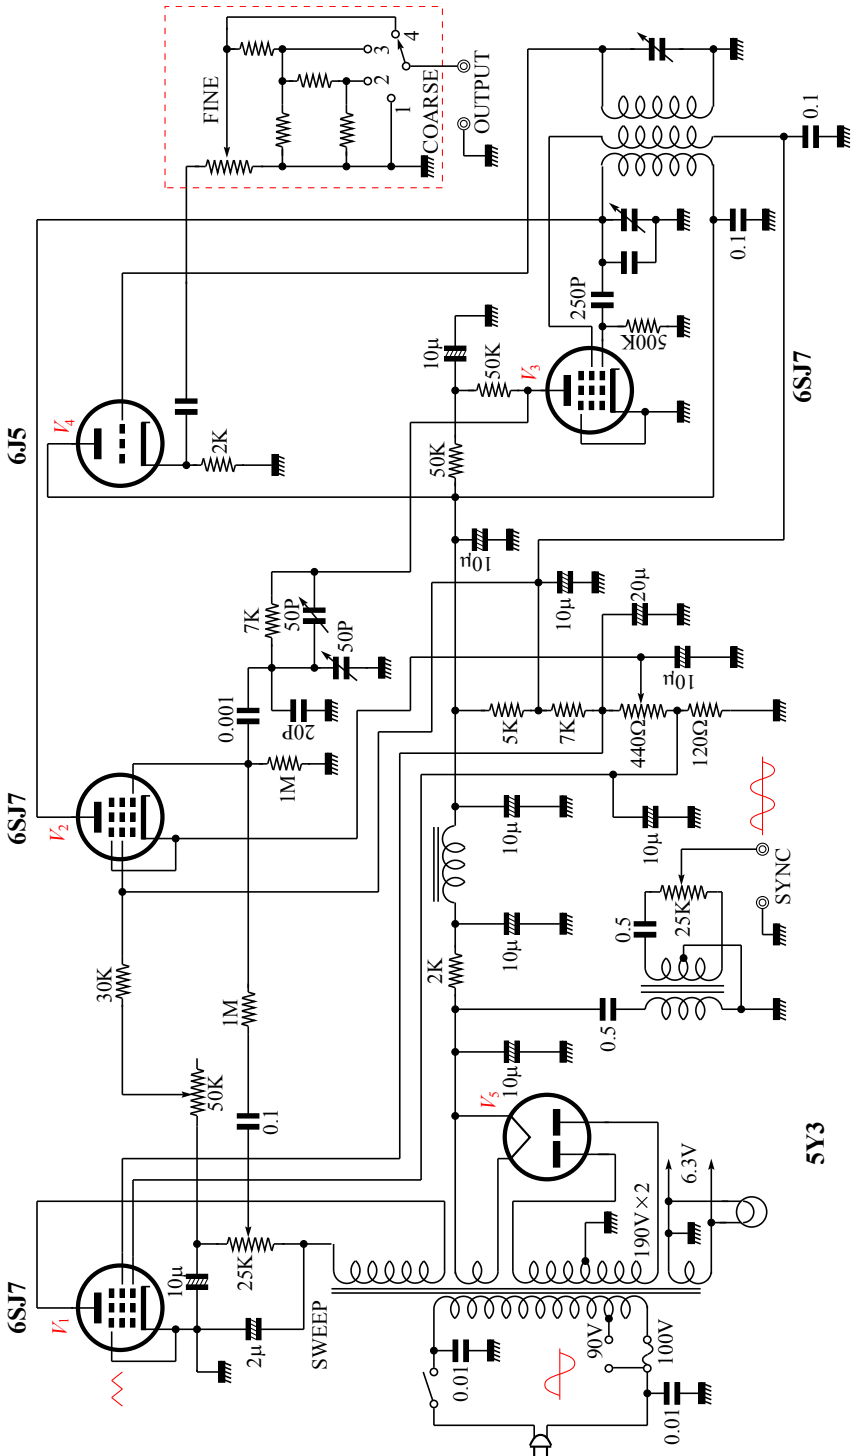 6SJ7
6SJ7
6J5
V1
V2
V4
V3
V5
10μ
25K
2μ
SWEEP
50K
30K
0.1
1M
1M
0.001
20P
7K
50P
50P
2K
FINE
1
2
3
4
COARSE
OUTPUT
10μ
50K
50K
250P
500K
0.1
0.1
6SJ7
10μ
10μ
20μ
10μ
5K
7K
440Ω
120Ω
10μ
10μ
10μ
10μ
2K
0.5
0.5
25K
SYNC
5Y3
190V×2
6.3V
90V
100V
0.01
0.01